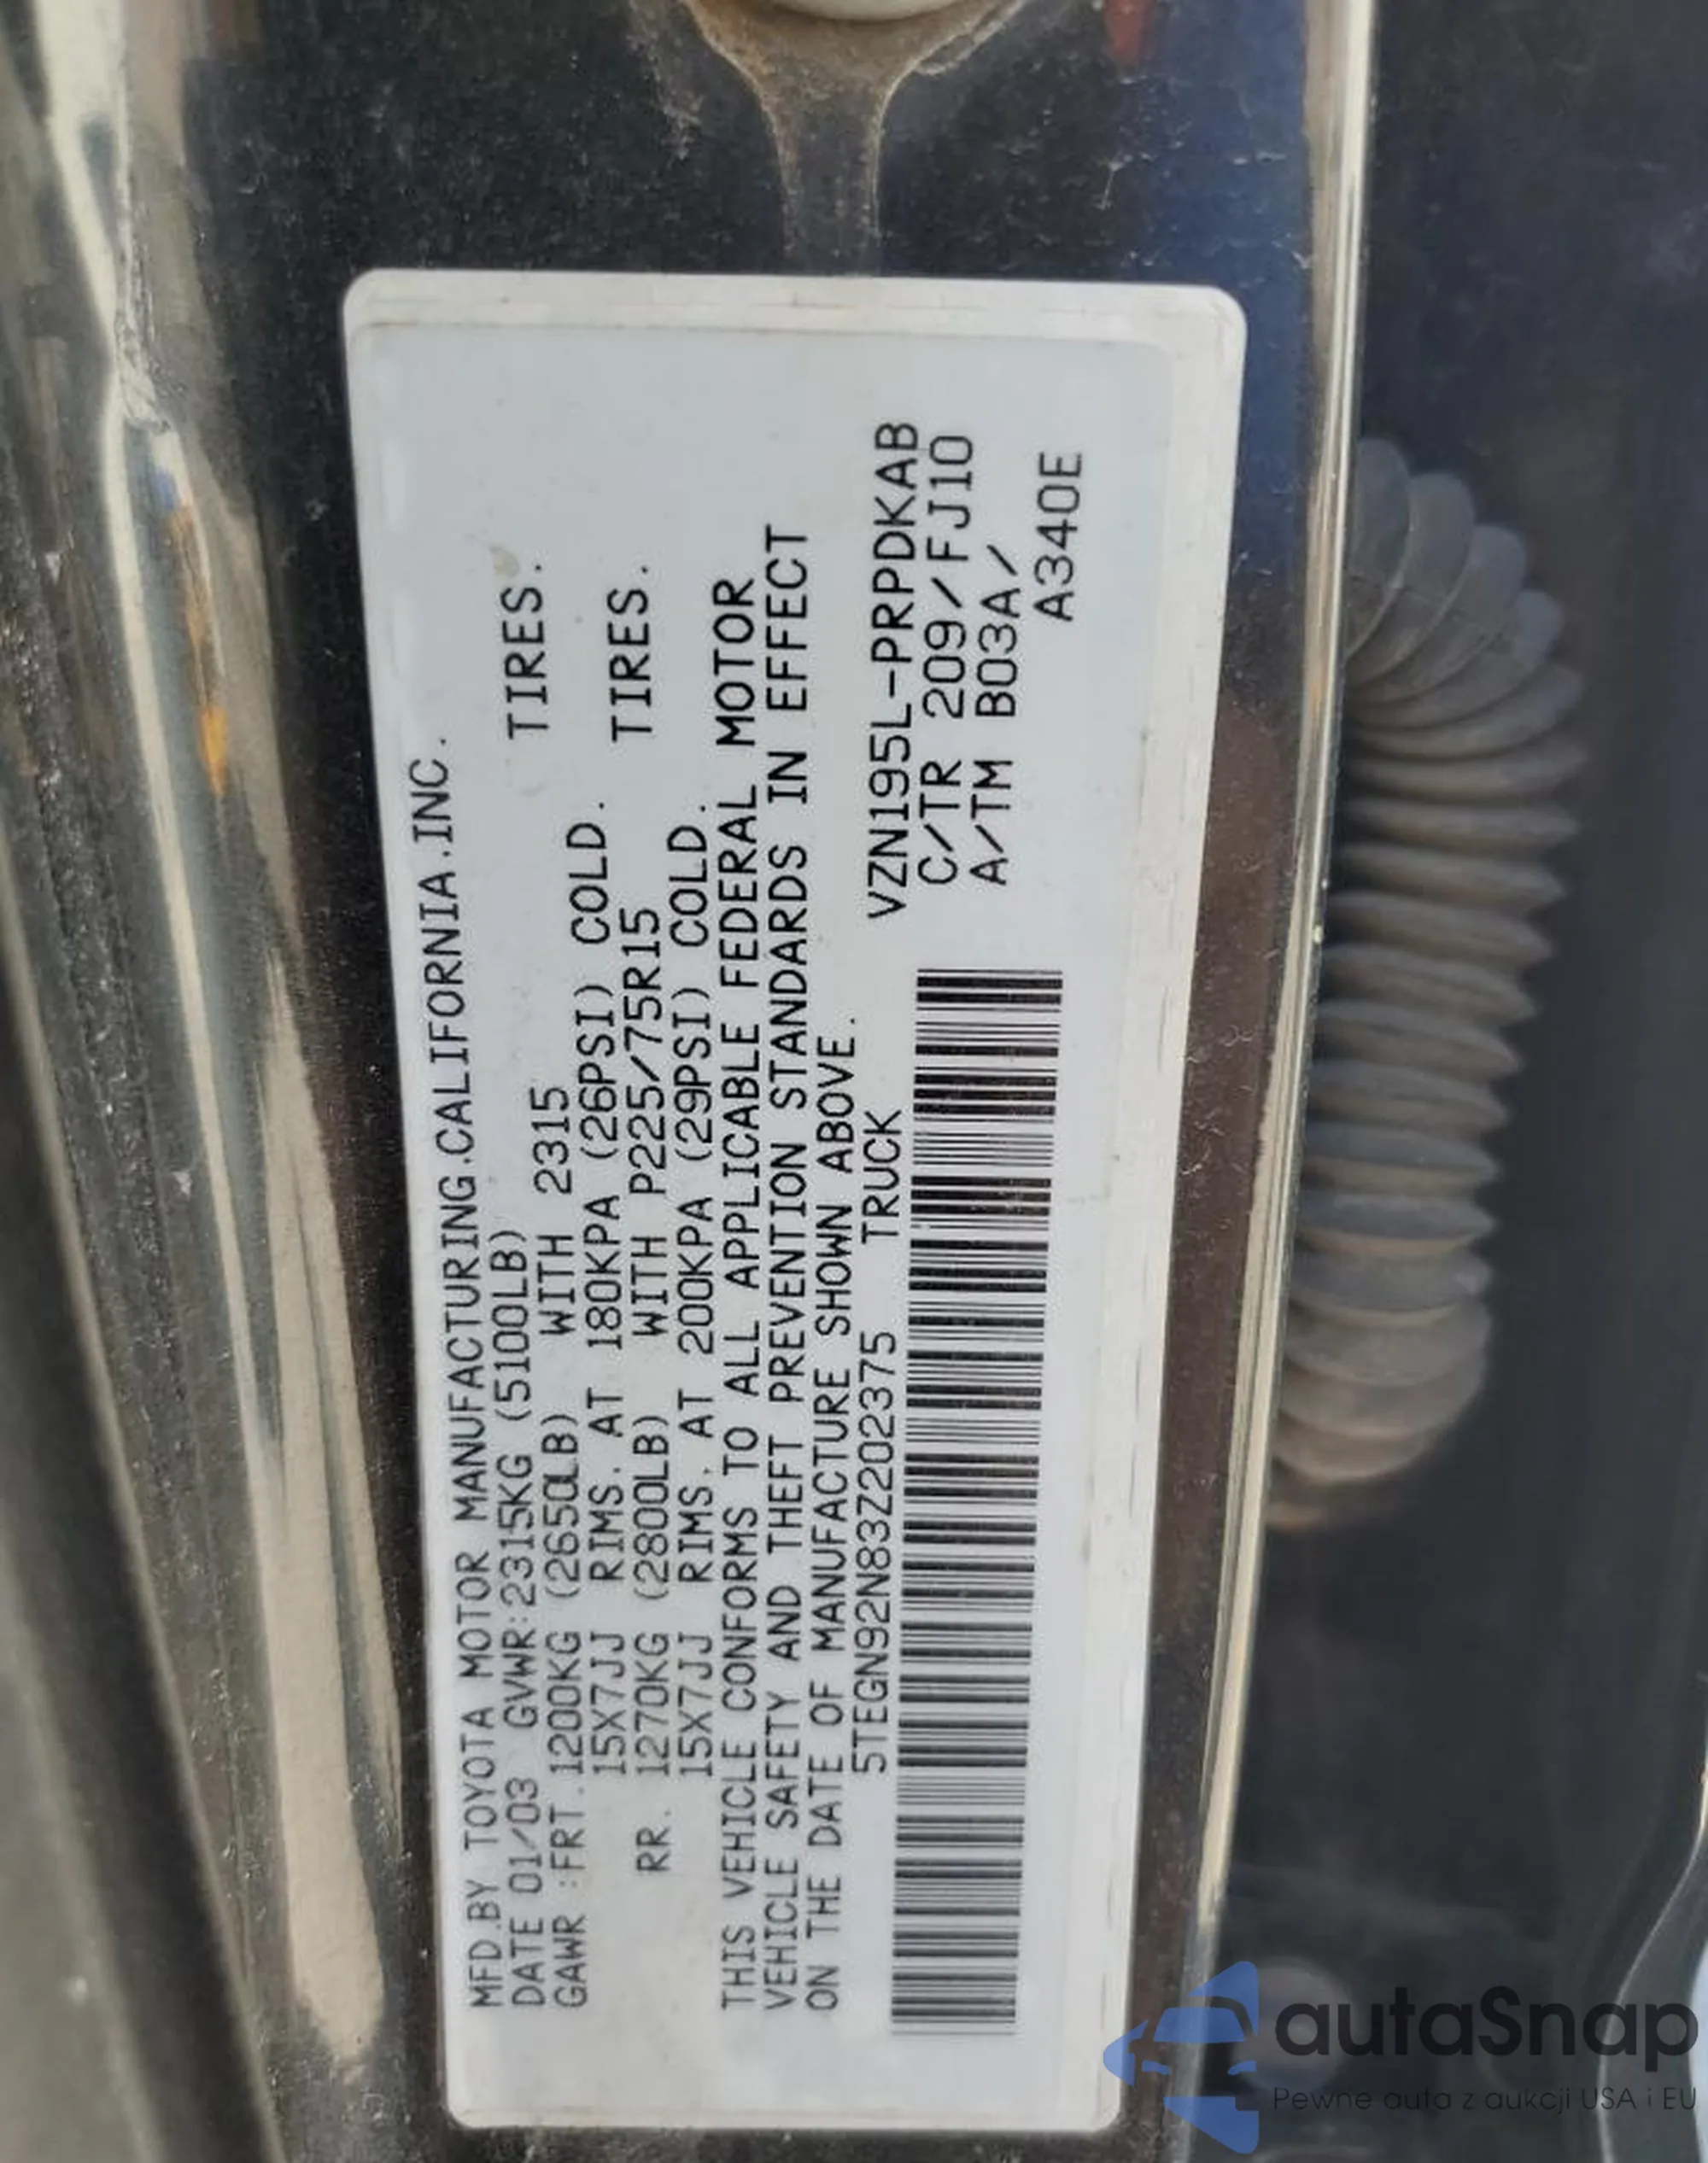 MFD.BY TOYOTA MOTOR MANUFACTURING.CALIFORNIA.INC.
DATE 01/03 GVWR:2315KG (5100LB)
GAWR:FRT.1200KG (2650LB) WITH 2315 TIRES.
15X7JJ RIMS. AT 180KPA (26PSI) COLD.
RR. 1270KG (2800LB) WITH P225/75R15 TIRES.
15X7JJ RIMS. AT 200KPA (29PSI) COLD.
THIS VEHICLE CONFORMS TO ALL APPLICABLE FEDERAL MOTOR
VEHICLE SAFETY AND THEFT PREVENTION STANDARDS IN EFFECT
ON THE DATE OF MANUFACTURE SHOWN ABOVE.
5TEGN92N83Z202375 TRUCK VZN195L-PRPDKAB
C/TR 209/FJ10
A/TM B03A/
A340E
autaSnap
Pewne auta z aukcji USA i EU